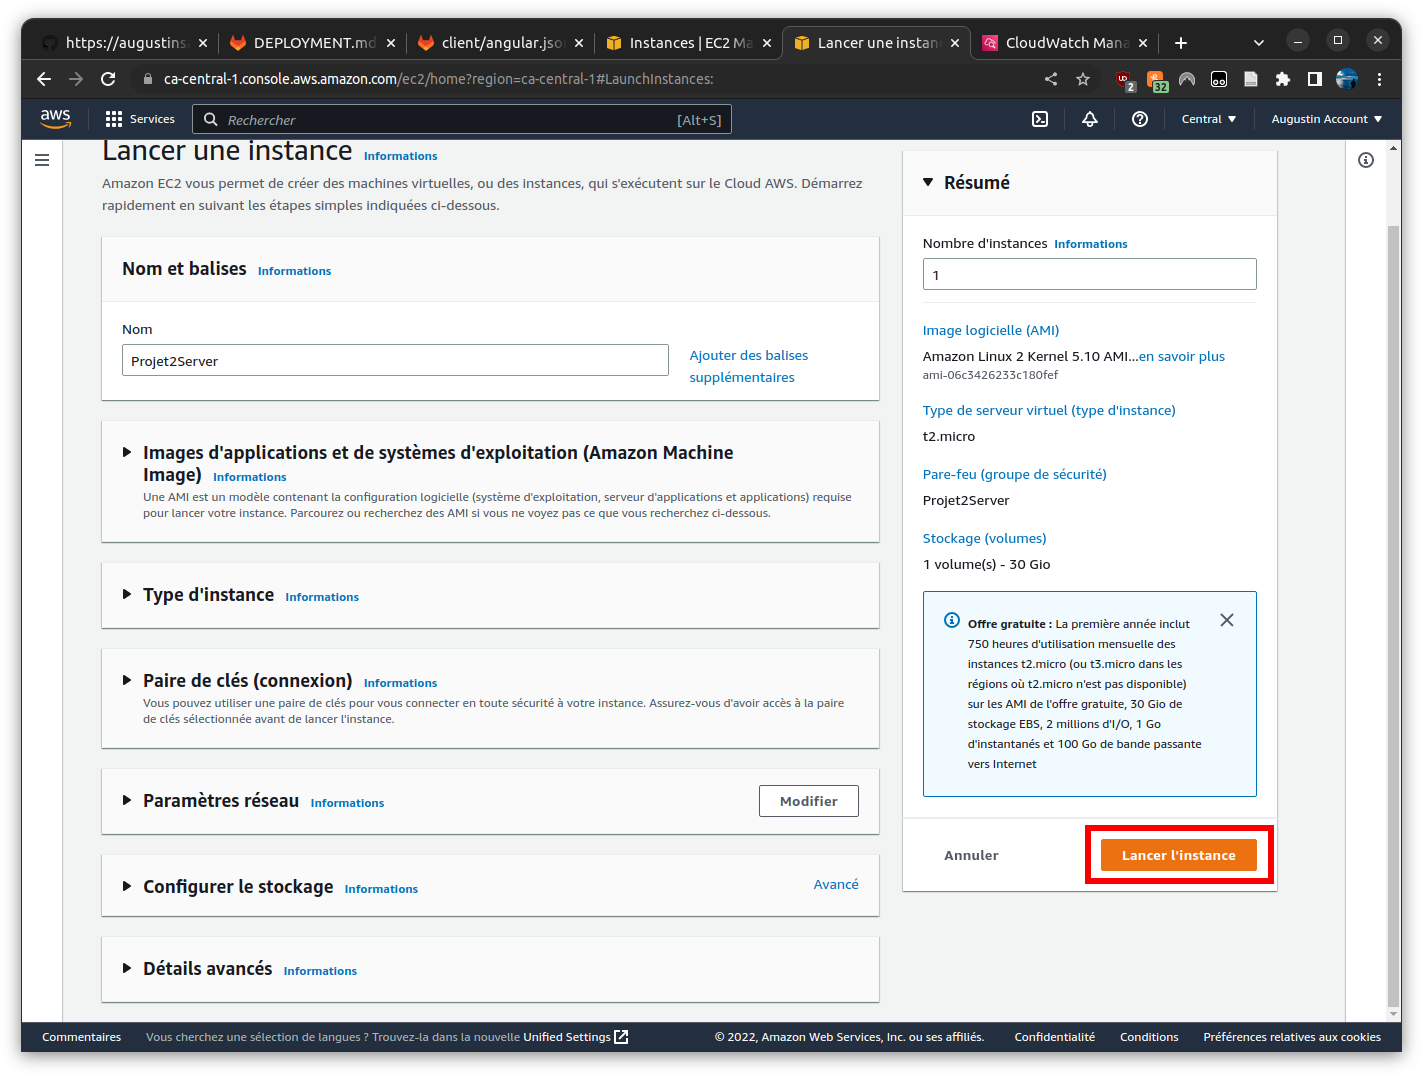 https://augustinsa
DEPLOYMENT.md
client/angular.json
Instances | EC2 Ma
Lancer une instanc
CloudWatch Mana
ca-central-1.console.aws.amazon.com/ec2/home?region=ca-central-1#LaunchInstances:
2
32
aws
Services
Rechercher
[Alt+S]
Central
Augustin Account
Lancer une instance Informations
Amazon EC2 vous permet de créer des machines virtuelles, ou des instances, qui s'exécutent sur le Cloud AWS. Démarrez
rapidement en suivant les étapes simples indiquées ci-dessous.
Nom et balises Informations
Nom
Projet2Server
Ajouter des balises
supplémentaires
Images d'applications et de systèmes d'exploitation (Amazon Machine
Image) Informations
Une AMI est un modèle contenant la configuration logicielle (système d'exploitation, serveur d'applications et applications) requise
pour lancer votre instance. Parcourez ou recherchez des AMI si vous ne voyez pas ce que vous recherchez ci-dessous.
Type d'instance Informations
Paire de clés (connexion) Informations
Vous pouvez utiliser une paire de clés pour vous connecter en toute sécurité à votre instance. Assurez-vous d'avoir accès à la paire
de clés sélectionnée avant de lancer l'instance.
Paramètres réseau Informations
Modifier
Configurer le stockage Informations
Avancé
Détails avancés Informations
Résumé
Nombre d'instances Informations
1
Image logicielle (AMI)
Amazon Linux 2 Kernel 5.10 AMI...en savoir plus
ami-06c3426233c180fef
Type de serveur virtuel (type d'instance)
t2.micro
Pare-feu (groupe de sécurité)
Projet2Server
Stockage (volumes)
1 volume(s) - 30 Gio
Offre gratuite : La première année inclut
750 heures d'utilisation mensuelle des
instances t2.micro (ou t3.micro dans les
régions où t2.micro n'est pas disponible)
sur les AMI de l'offre gratuite, 30 Gio de
stockage EBS, 2 millions d'I/O, 1 Go
d'instantanés et 100 Go de bande passante
vers Internet
Annuler
Lancer l'instance
Commentaires
Vous cherchez une sélection de langues ? Trouvez-la dans la nouvelle Unified Settings
© 2022, Amazon Web Services, Inc. ou ses affiliés.
Confidentialité
Conditions
Préférences relatives aux cookies